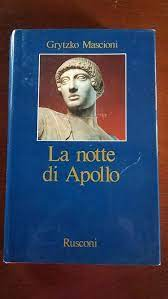 Grytzko Mascioni
La notte
di Apollo
Rusconi